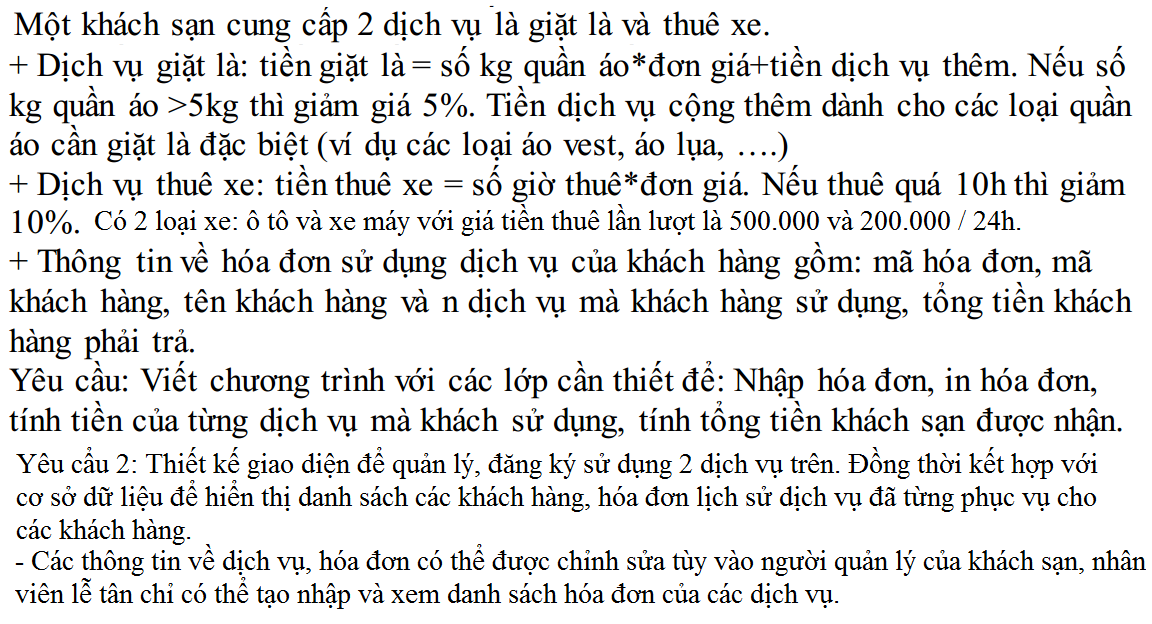 Một khách sạn cung cấp 2 dịch vụ là giặt là và thuê xe.
+ Dịch vụ giặt là: tiền giặt là = số kg quần áo*đơn giá+tiền dịch vụ thêm. Nếu số
kg quần áo >5kg thì giảm giá 5%. Tiền dịch vụ cộng thêm dành cho các loại quần
áo cần giặt là đặc biệt (ví dụ các loại áo vest, áo lụa, ….)
+ Dịch vụ thuê xe: tiền thuê xe = số giờ thuê*đơn giá. Nếu thuê quá 10h thì giảm
10%. Có 2 loại xe: ô tô và xe máy với giá tiền thuê lần lượt là 500.000 và 200.000 / 24h.
+ Thông tin về hóa đơn sử dụng dịch vụ của khách hàng gồm: mã hóa đơn, mã
khách hàng, tên khách hàng và n dịch vụ mà khách hàng sử dụng, tổng tiền khách
hàng phải trả.
Yêu cầu: Viết chương trình với các lớp cần thiết để: Nhập hóa đơn, in hóa đơn,
tính tiền của từng dịch vụ mà khách sử dụng, tính tổng tiền khách sạn được nhận.
Yêu cầu 2: Thiết kế giao diện để quản lý, đăng ký sử dụng 2 dịch vụ trên. Đồng thời kết hợp với
cơ sở dữ liệu để hiển thị danh sách các khách hàng, hóa đơn lịch sử dịch vụ đã từng phục vụ cho
các khách hàng.
- Các thông tin về dịch vụ, hóa đơn có thể được chỉnh sửa tùy vào người quản lý của khách sạn, nhân
viên lễ tân chỉ có thể tạo nhập và xem danh sách hóa đơn của các dịch vụ.